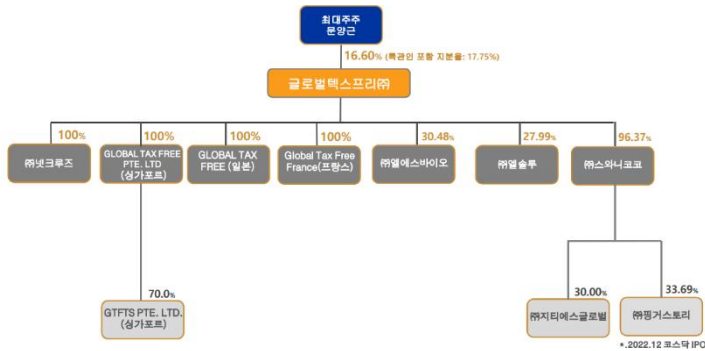 최대주주
문양근
16.60% (특관인 포함 지분율: 17.75%)
글로벌텍스프리㈜
100%
100%
100%
100%
30.48%
27.99%
96.37%
㈜넷크루즈
GLOBAL TAX FREE
PTE. LTD
(싱가포르)
GLOBAL TAX
FREE (일본)
Global Tax Free
France(프랑스)
㈜엘에스바이오
㈜엘솔루
㈜스와니코코
70.0%
30.00%
33.69%
GTFTS PTE. LTD.
(싱가포르)
㈜지티에스글로벌
㈜핑거스토리
*.2022.12 코스닥 IPO